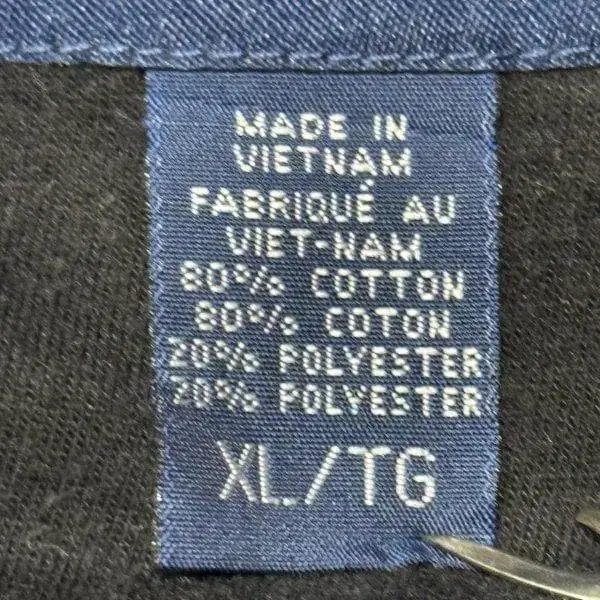 MADE IN
VIETNAM
FABRIQUÉ AU
VIET-NAM
80% COTTON
80% COTON
20% POLYESTER
20% POLYESTER
XL/TG